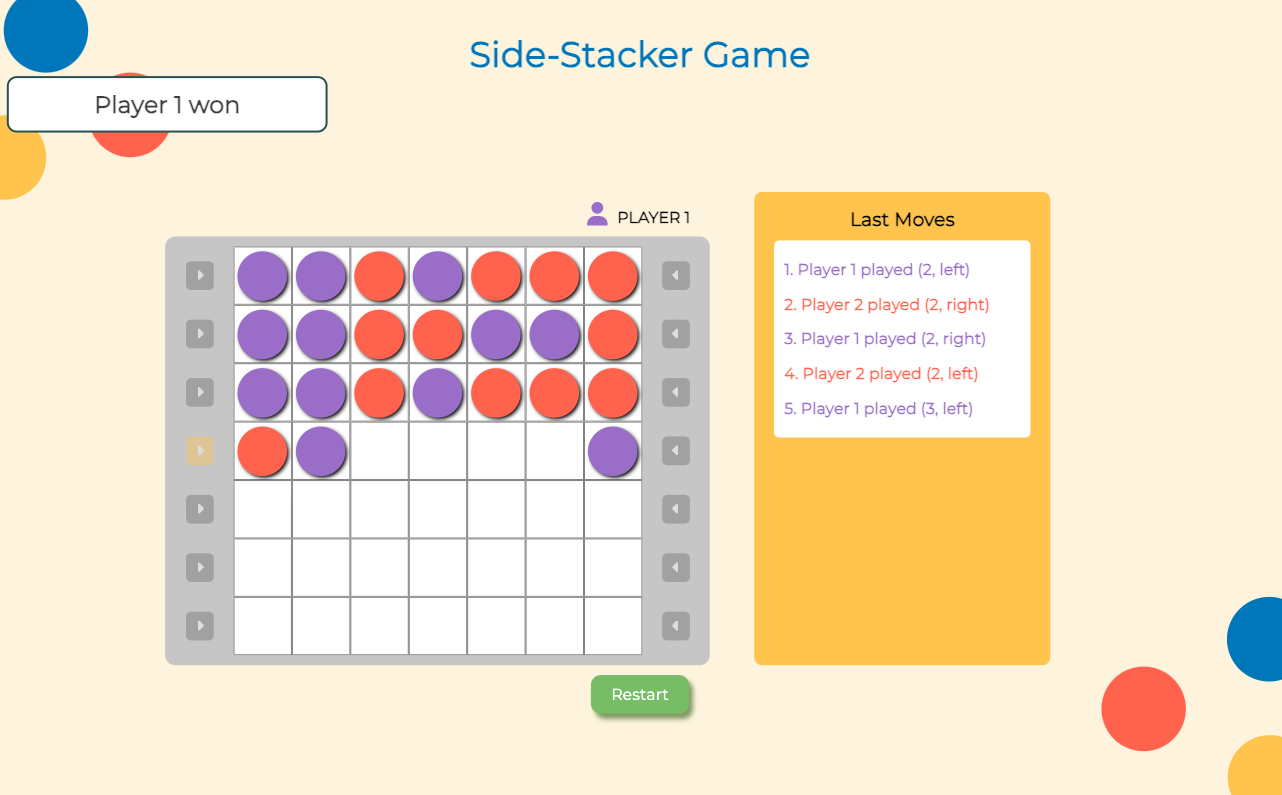 Side-Stacker Game
Player 1 won
PLAYER 1
Last Moves
1. Player 1 played (2, left)
2. Player 2 played (2, right)
3. Player 1 played (2, right)
4. Player 2 played (2, left)
5. Player 1 played (3, left)
Restart